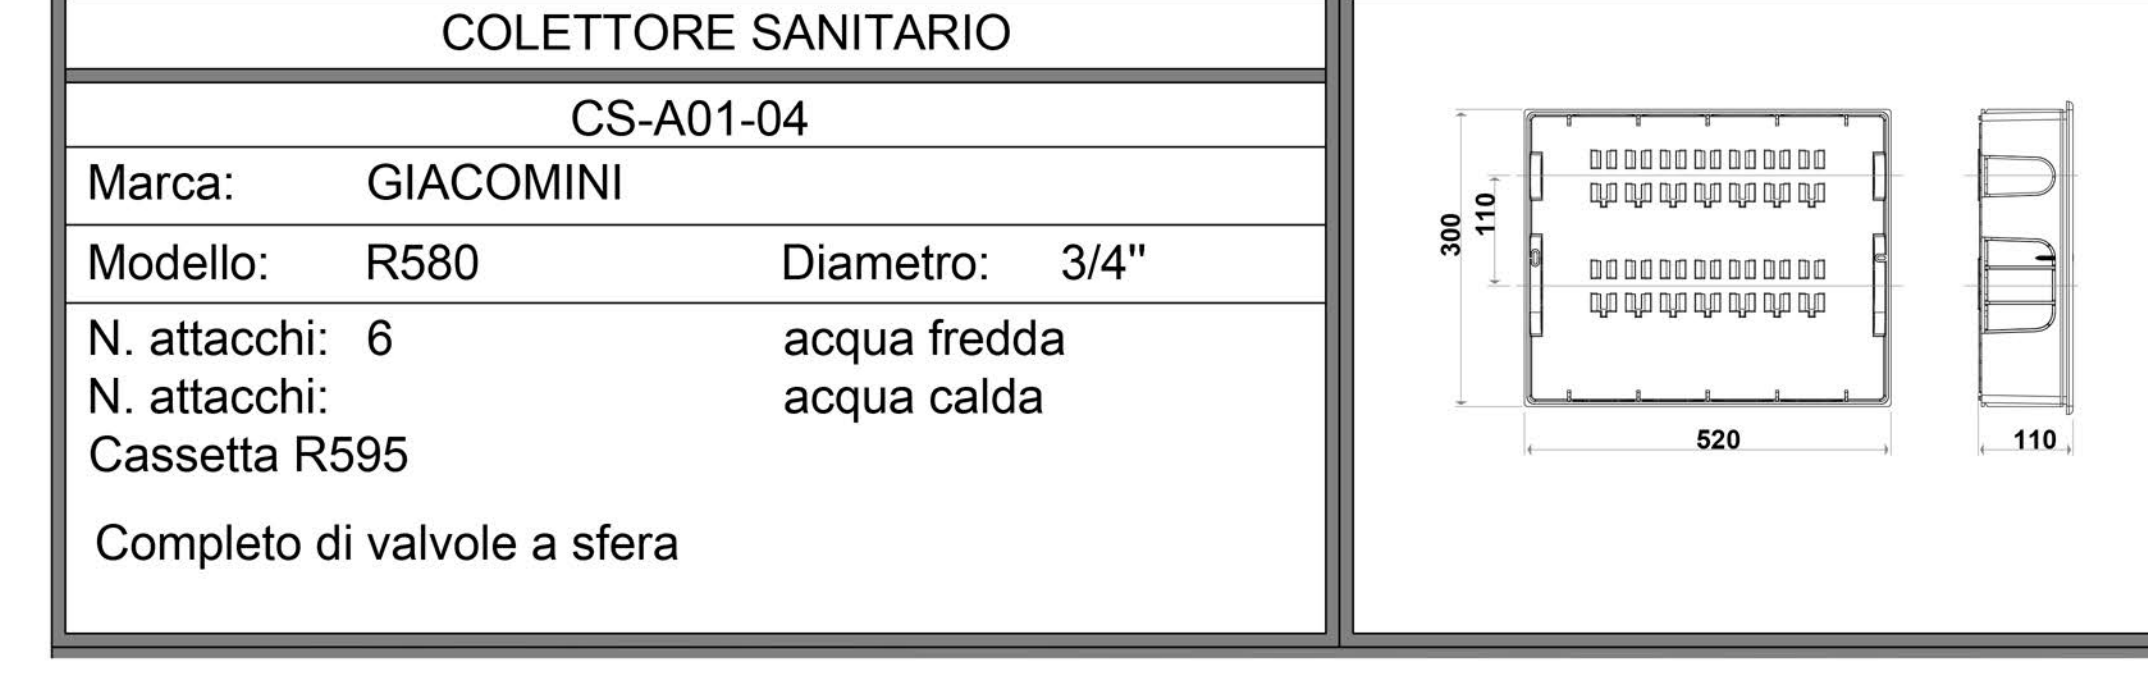 COLETTORE SANITARIO
CS-A01-04
Marca: GIACOMINI
Modello: R580 Diametro: 3/4"
N. attacchi: 6 acqua fredda
N. attacchi: acqua calda
Cassetta R595
Completo di valvole a sfera
300
110
520
110